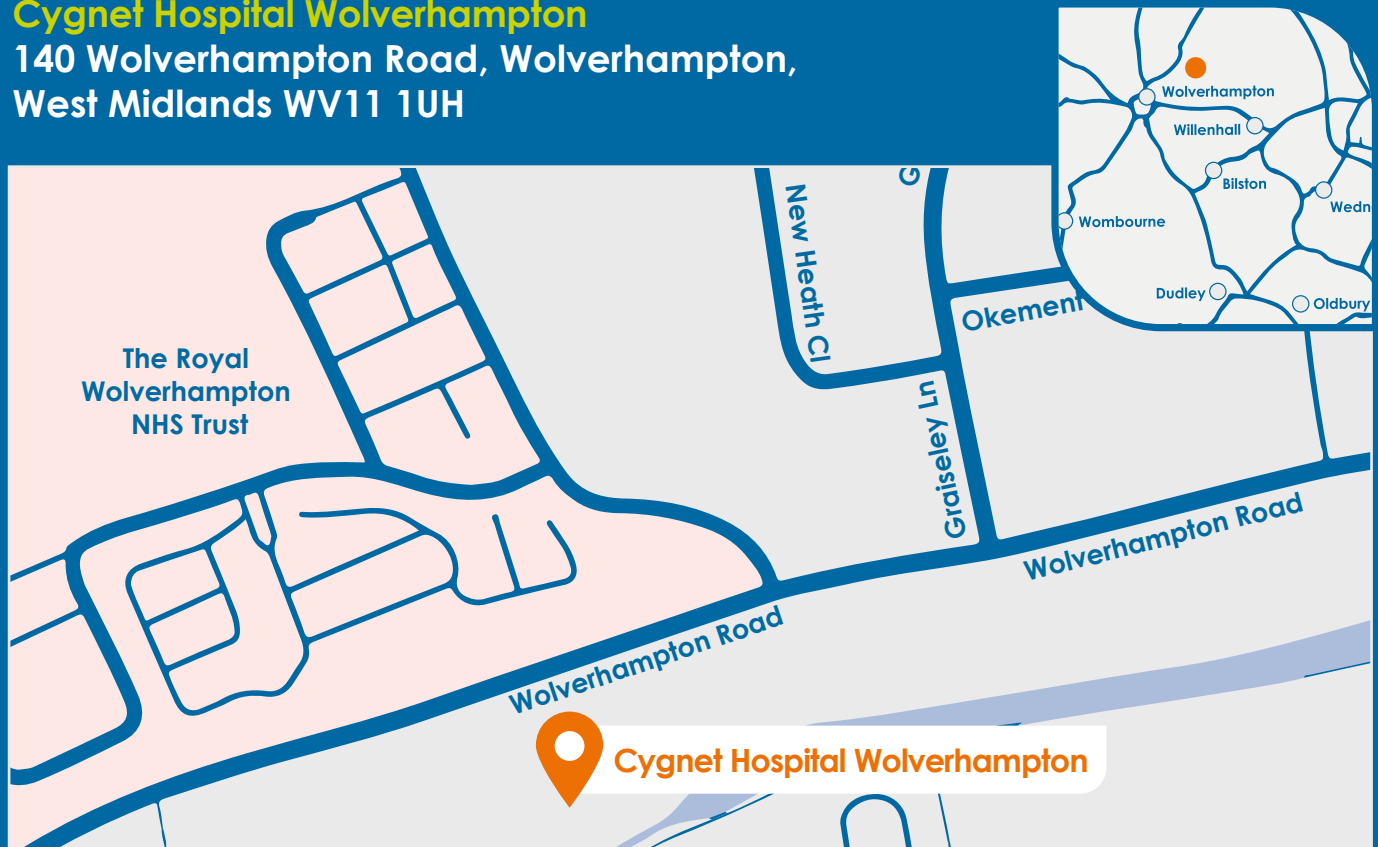 Cygnet Hospital Wolverhampton
140 Wolverhampton Road, Wolverhampton,
West Midlands WV11 1UH
Wolverhampton
Willenhall
Bilston
Wedn
Wombourne
Dudley
Oldbury
New Heath Cl
G
Okement
The Royal
Wolverhampton
NHS Trust
Graiseley Ln
Wolverhampton Road
Wolverhampton Road
Cygnet Hospital Wolverhampton